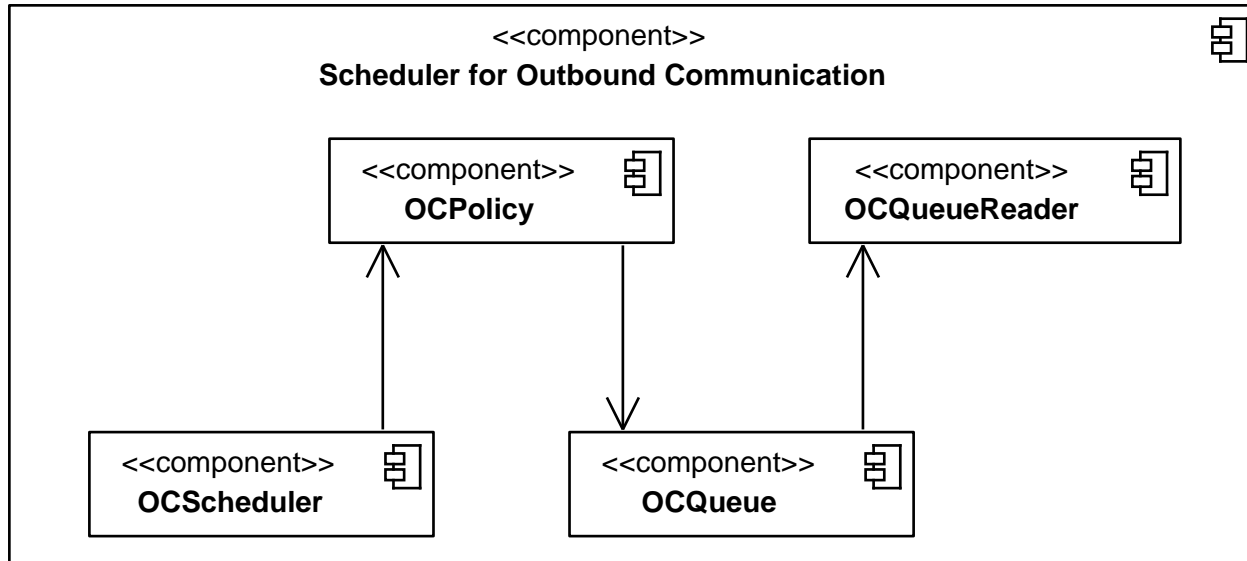 <<component>>
Scheduler for Outbound Communication
<<component>>
OCPolicy
<<component>>
OCQueueReader
<<component>>
OCScheduler
<<component>>
OCQueue